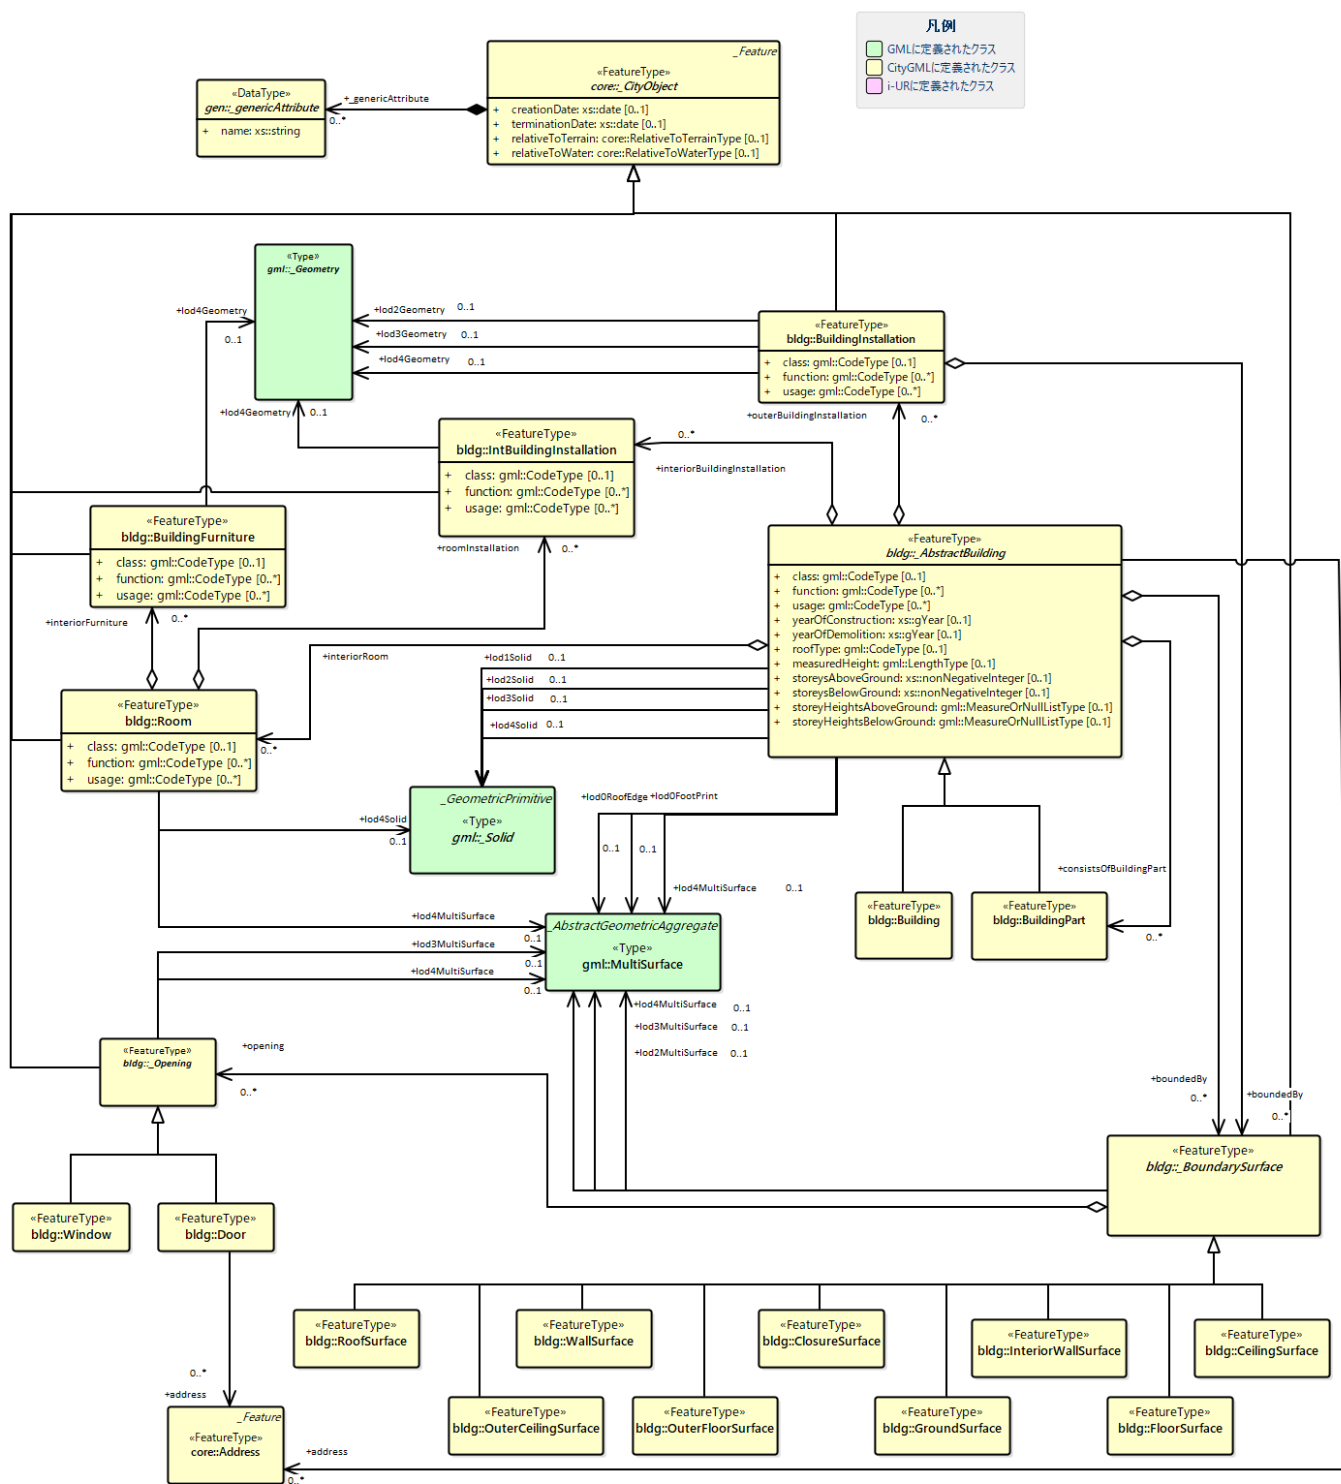 凡例
GMLに定義されたクラス
CityGMLに定義されたクラス
i-URに定義されたクラス
_Feature
«FeatureType»
core::_CityObject
+ creationDate: xs::date [0..1]
+ terminationDate: xs::date [0..1]
+ relativeToTerrain: core::RelativeToTerrainType [0..1]
+ relativeToWater: core::RelativeToWaterType [0..1]
«DataType»
gen::_genericAttribute
+ name: xs::string
+_genericAttribute
0..*
«Type»
gml::_Geometry
+lod4Geometry
0..1
+lod2Geometry 0..1
+lod3Geometry 0..1
+lod4Geometry 0..1
+lod4Geometry 0..1
«FeatureType»
bldg::BuildingInstallation
+ class: gml::CodeType [0..1]
+ function: gml::CodeType [0..*]
+ usage: gml::CodeType [0..*]
+outerBuildingInstallation 0..*
«FeatureType»
bldg::IntBuildingInstallation
+ class: gml::CodeType [0..1]
+ function: gml::CodeType [0..*]
+ usage: gml::CodeType [0..*]
0..*
+interiorBuildingInstallation
+roomInstallation 0..*
«FeatureType»
bldg::BuildingFurniture
+ class: gml::CodeType [0..1]
+ function: gml::CodeType [0..*]
+ usage: gml::CodeType [0..*]
+interiorFurniture 0..*
«FeatureType»
bldg::_AbstractBuilding
+ class: gml::CodeType [0..1]
+ function: gml::CodeType [0..*]
+ usage: gml::CodeType [0..*]
+ yearOfConstruction: xs::gYear [0..1]
+ yearOfDemolition: xs::gYear [0..1]
+ roofType: gml::CodeType [0..1]
+ measuredHeight: gml::LengthType [0..1]
+ storeysAboveGround: xs::nonNegativeInteger [0..1]
+ storeysBelowGround: xs::nonNegativeInteger [0..1]
+ storeyHeightsAboveGround: gml::MeasureOrNullListType [0..1]
+ storeyHeightsBelowGround: gml::MeasureOrNullListType [0..1]
+interiorRoom
0..*
+lod1Solid 0..1
+lod2Solid 0..1
+lod3Solid 0..1
+lod4Solid 0..1
«FeatureType»
bldg::Room
+ class: gml::CodeType [0..1]
+ function: gml::CodeType [0..*]
+ usage: gml::CodeType [0..*]
_GeometricPrimitive
«Type»
gml::_Solid
+lod4Solid
0..1
+lod0RoofEdge +lod0FootPrint
0..1 0..1
+lod4MultiSurface 0..1
+consistsOfBuildingPart
0..*
«FeatureType»
bldg::Building
«FeatureType»
bldg::BuildingPart
_AbstractGeometricAggregate
«Type»
gml::MultiSurface
+lod4MultiSurface
0..1
+lod3MultiSurface
0..1
+lod4MultiSurface
0..1
+lod4MultiSurface 0..1
+lod3MultiSurface 0..1
+lod2MultiSurface 0..1
«FeatureType»
bldg::_Opening
+opening
0..*
+boundedBy
0..*
+boundedBy
0..*
«FeatureType»
bldg::_BoundarySurface
«FeatureType»
bldg::Window
«FeatureType»
bldg::Door
«FeatureType»
bldg::RoofSurface
«FeatureType»
bldg::WallSurface
«FeatureType»
bldg::ClosureSurface
«FeatureType»
bldg::InteriorWallSurface
«FeatureType»
bldg::CeilingSurface
«FeatureType»
bldg::OuterCeilingSurface
«FeatureType»
bldg::OuterFloorSurface
«FeatureType»
bldg::GroundSurface
«FeatureType»
bldg::FloorSurface
0..*
+address
_Feature
«FeatureType»
core::Address
+address
0..*